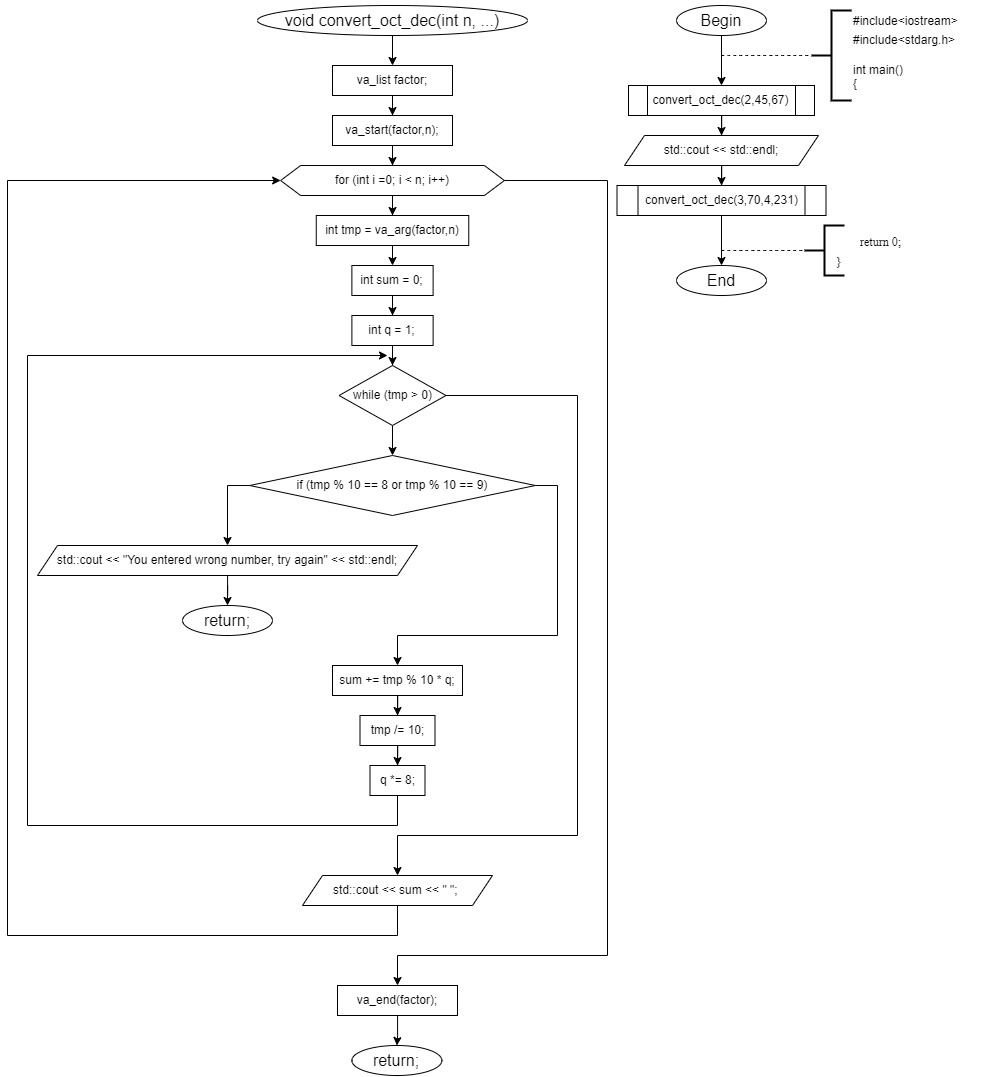 void convert_oct_dec(int n, ...)
va_list factor;
va_start(factor,n);
for (int i =0; i < n; i++)
int tmp = va_arg(factor,n)
int sum = 0;
int q = 1;
while (tmp > 0)
if (tmp % 10 == 8 or tmp % 10 == 9)
std::cout << "You entered wrong number, try again" << std::endl;
return;
sum += tmp % 10 * q;
tmp /= 10;
q *= 8;
std::cout << sum << " ";
va_end(factor);
return;
Begin
#include<iostream>
#include<stdarg.h>
int main()
{
convert_oct_dec(2,45,67)
std::cout << std::endl;
convert_oct_dec(3,70,4,231)
return 0;
}
End